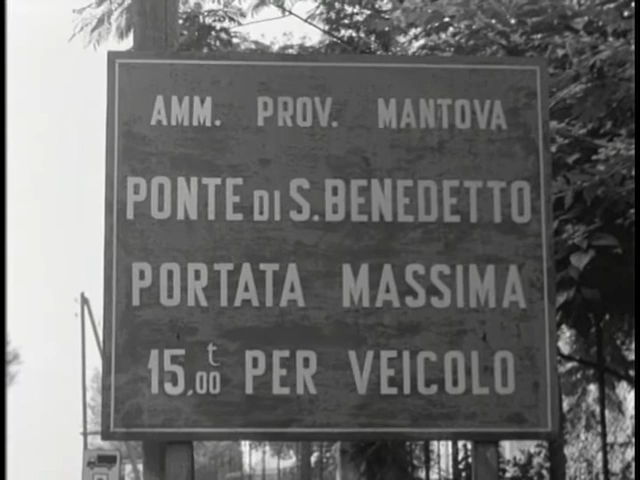 AMM. PROV. MANTOVA
PONTE DI S. BENEDETTO
PORTATA MASSIMA
15,00 t PER VEICOLO